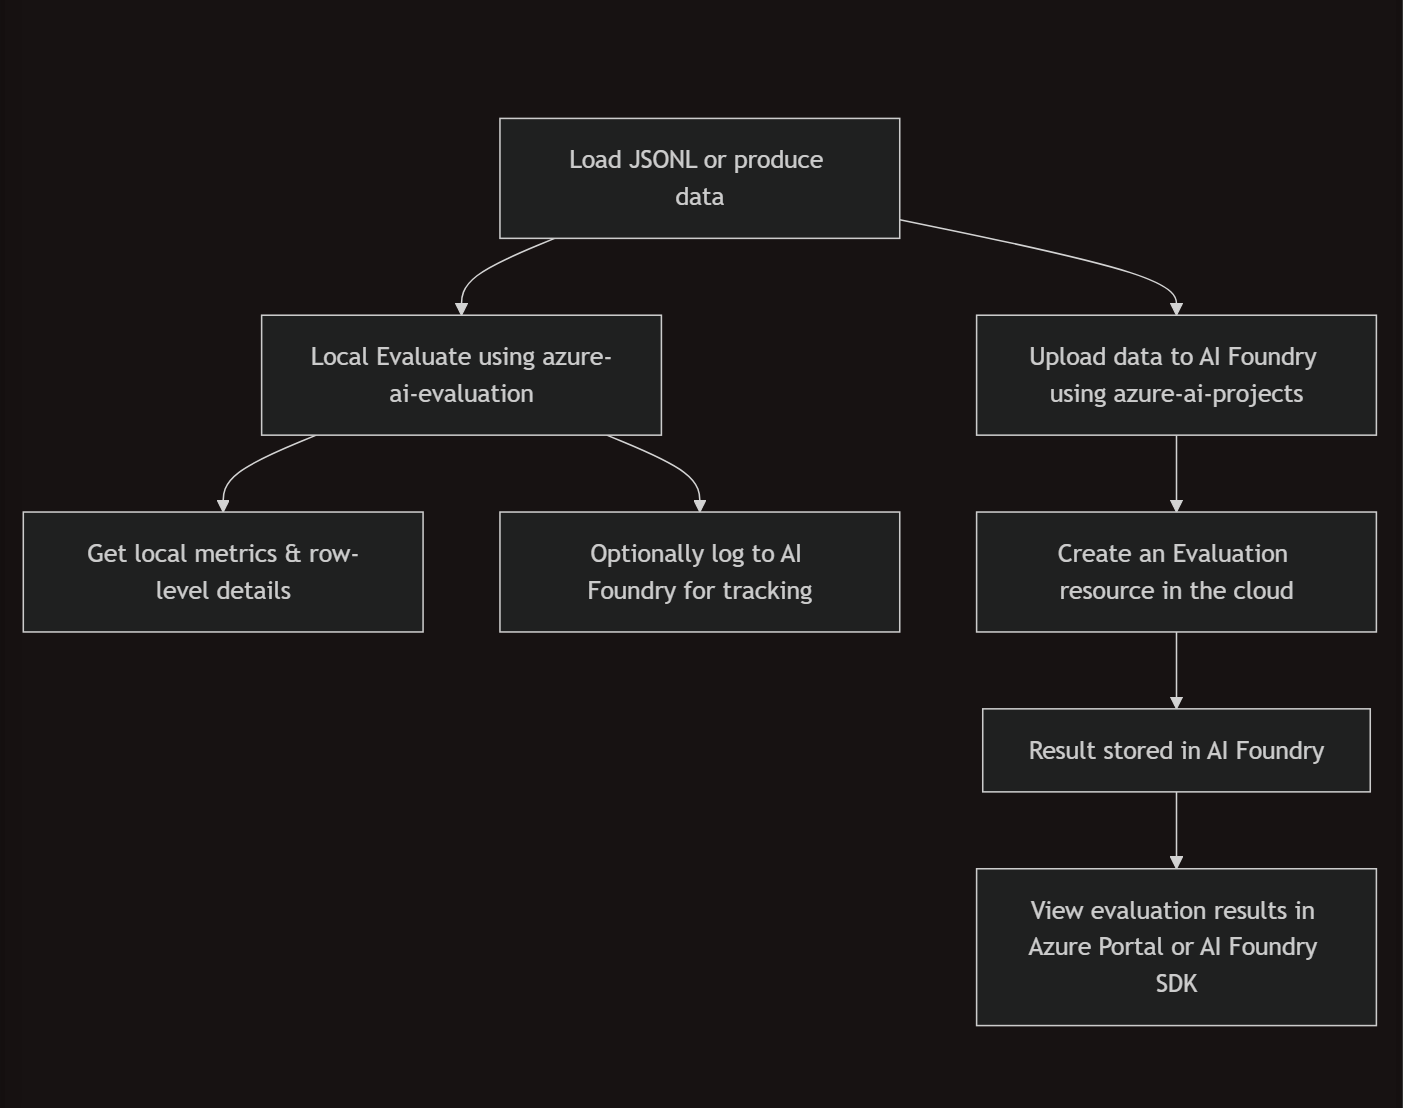 Load JSONL or produce
data
Local Evaluate using azure-
ai-evaluation
Upload data to AI Foundry
using azure-ai-projects
Get local metrics & row-
level details
Optionally log to AI
Foundry for tracking
Create an Evaluation
resource in the cloud
Result stored in AI Foundry
View evaluation results in
Azure Portal or AI Foundry
SDK